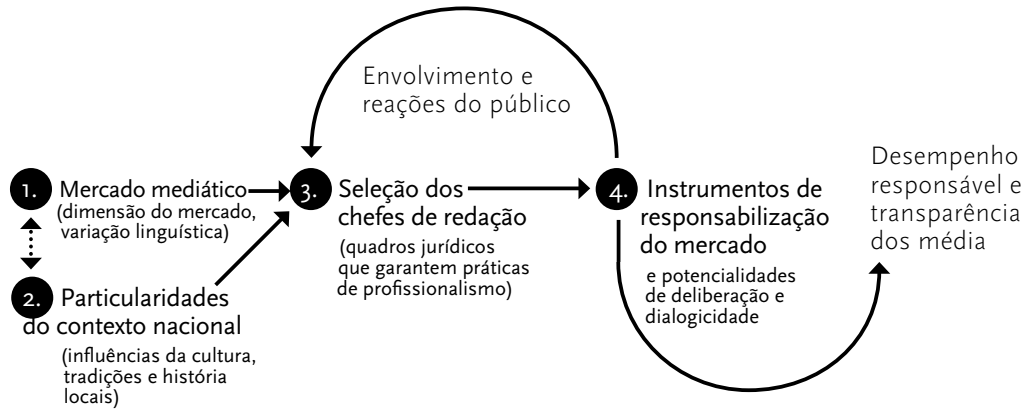 Envolvimento e
reações do público
1. Mercado mediático
(dimensão do mercado,
variação linguística)
2. Particularidades
do contexto nacional
(influências da cultura,
tradições e história
locais)
3. Seleção dos
chefes de redação
(quadros jurídicos
que garantem práticas
de profissionalismo)
4. Instrumentos de
responsabilização
do mercado
e potencialidades
de deliberação e
dialogicidade
Desempenho
responsável e
transparência
dos média